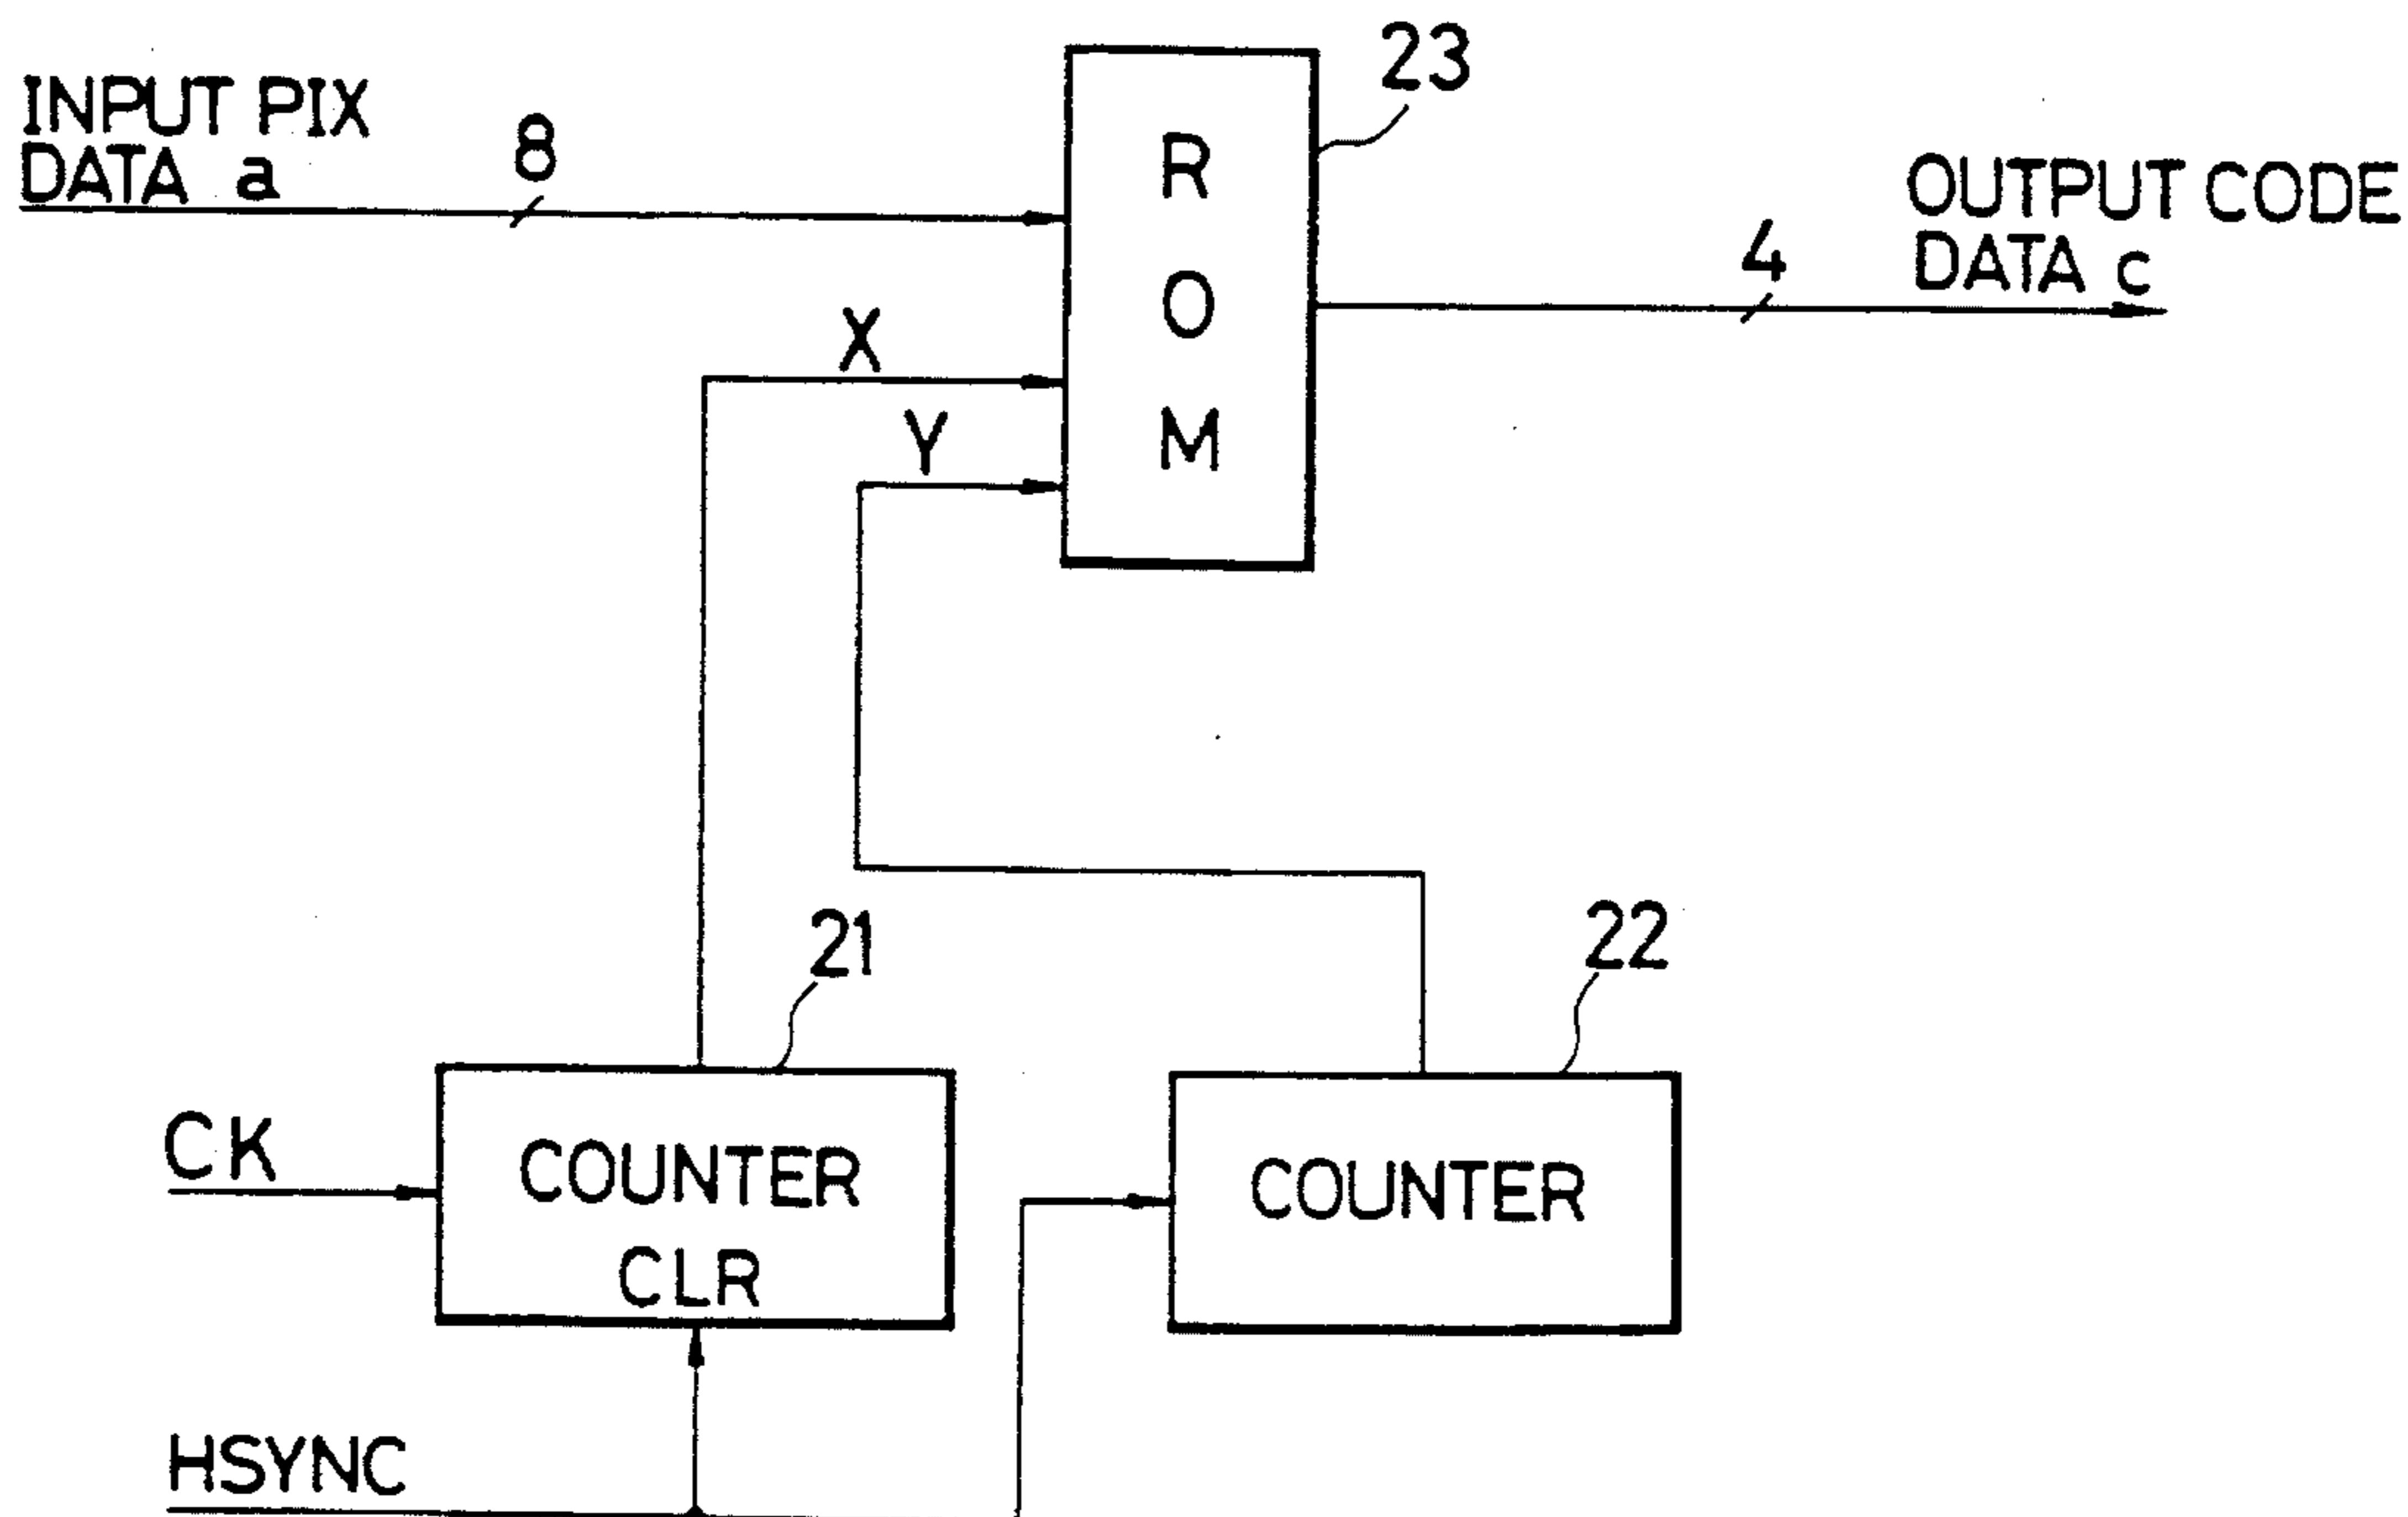 23
INPUT PIX
DATA a
8
R
O
M
OUTPUT CODE
DATA c
4
X
Y
21
22
CK
COUNTER
CLR
COUNTER
HSYNC